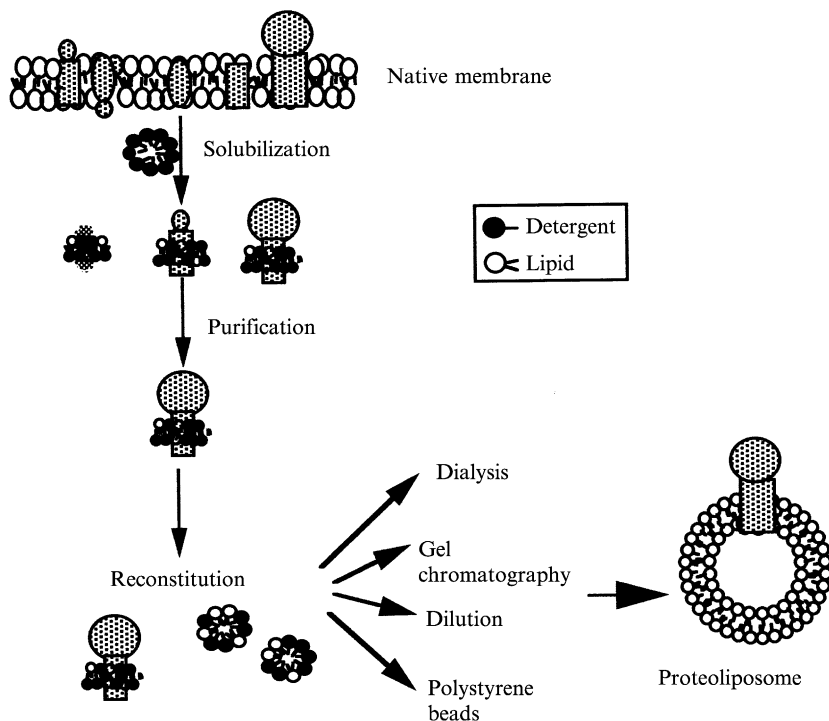 Native membrane
Solubilization
Detergent
Lipid
Purification
Dialysis
Gel
chromatography
Reconstitution
Dilution
Polystyrene
beads
Proteoliposome